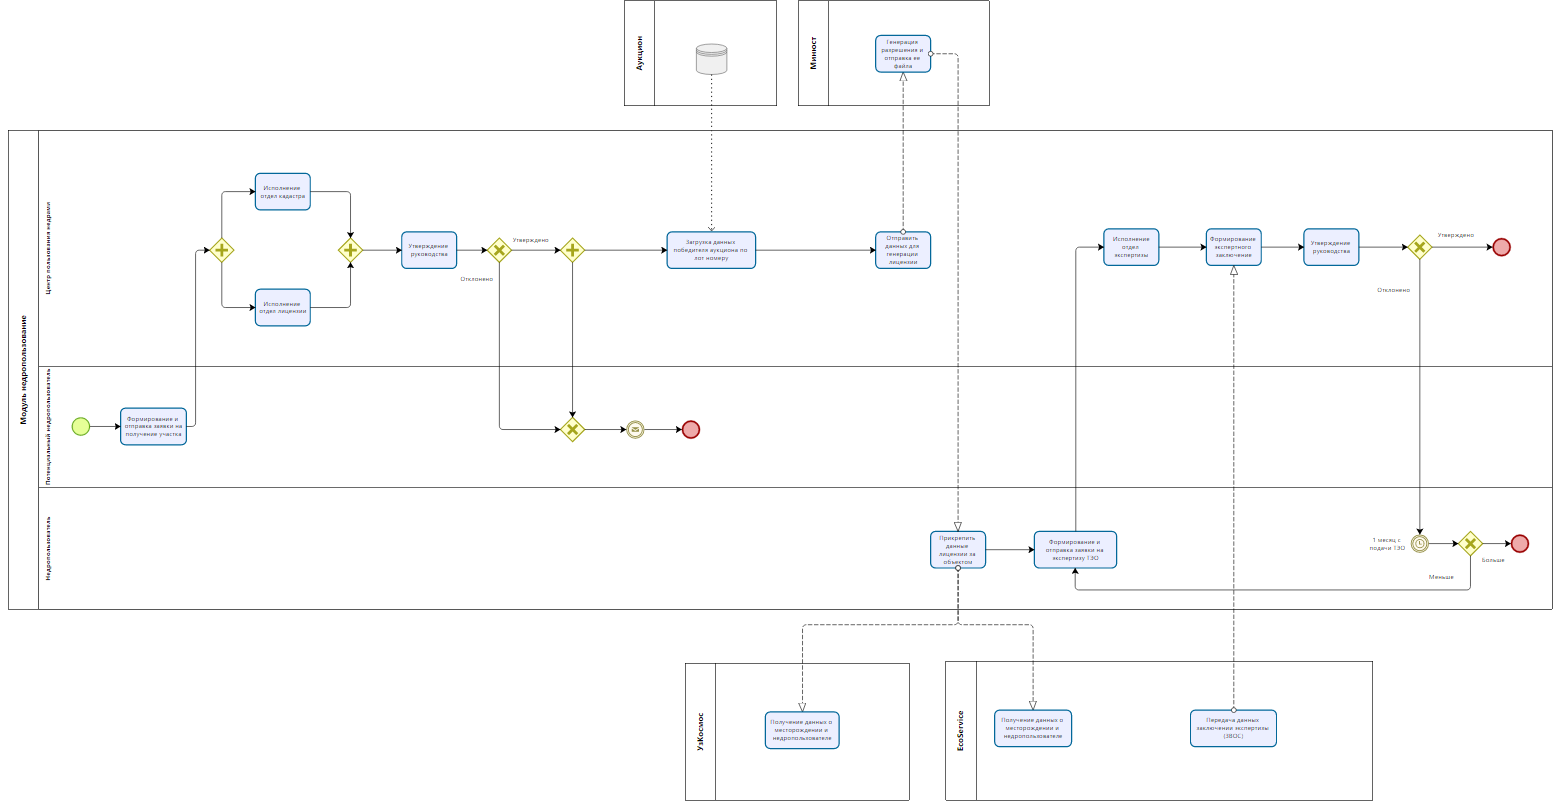 Аукцион
Минюст
Генерация
разрешения и
отправка ее
файла
Модуль недропользование
Центр пользования недрами
Исполнение
отдел кадастра
Исполнение
отдел лицензии
Утверждение
руководства
Утверждено
Отклонено
Загрузка данных
победителя аукциона по
лот номеру
Отправить
данных для
генерации
лицензии
Исполнение
отдел
экспертизы
Формирование
экспертного
заключение
Утверждение
руководства
Утверждено
Отклонено
Потенциальный недропользователь
Формирование и
отправка заявки на
получение участка
Недропользователь
Прикрепить
данные
лицензии за
объектом
Формирование и
отправка заявки на
экспертизу ТЭО
1 месяц с
подачи ТЭО
Больше
Меньше
УзКосмос
Получение данных о
месторождении и
недропользователе
EcoService
Получение данных о
месторождении и
недропользователе
Передача данных
заключении экспертизы
(ЗВОС)